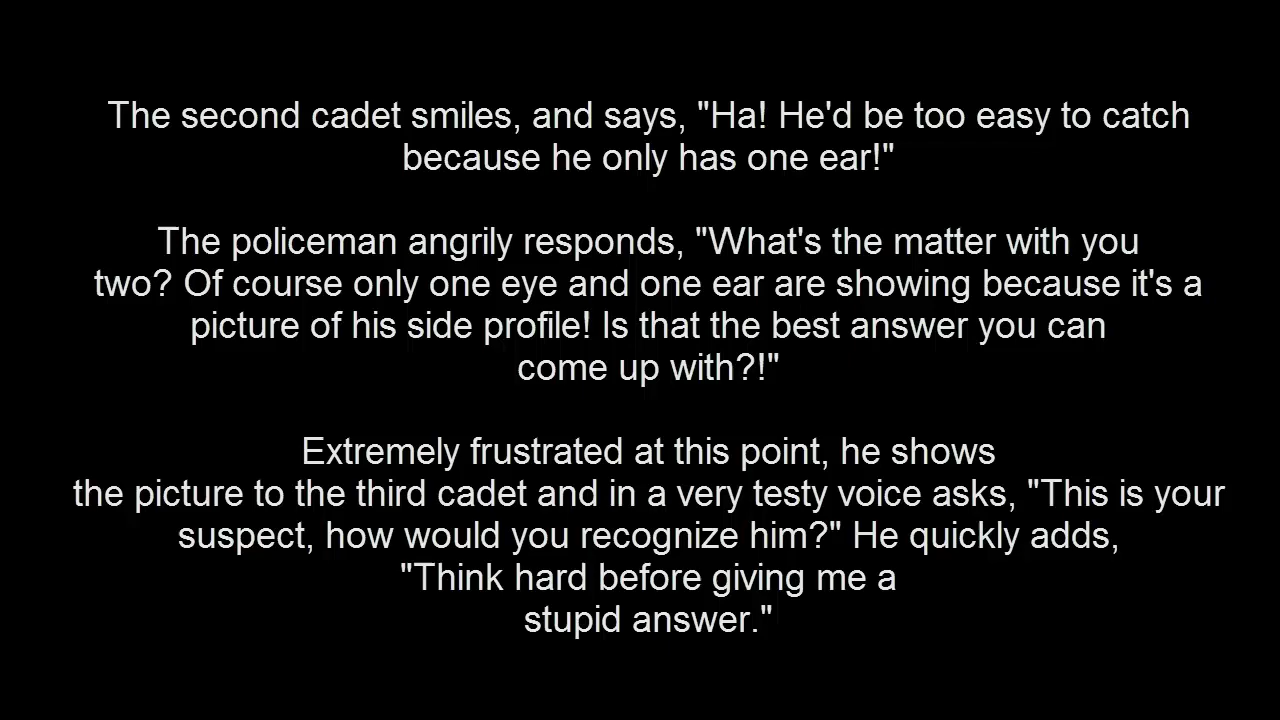 The second cadet smiles, and says, "Ha! He'd be too easy to catch
because he only has one ear!"
The policeman angrily responds, "What's the matter with you
two? Of course only one eye and one ear are showing because it's a
picture of his side profile! Is that the best answer you can
come up with?!"
Extremely frustrated at this point, he shows
the picture to the third cadet and in a very testy voice asks, "This is your
suspect, how would you recognize him?" He quickly adds,
"Think hard before giving me a
stupid answer."